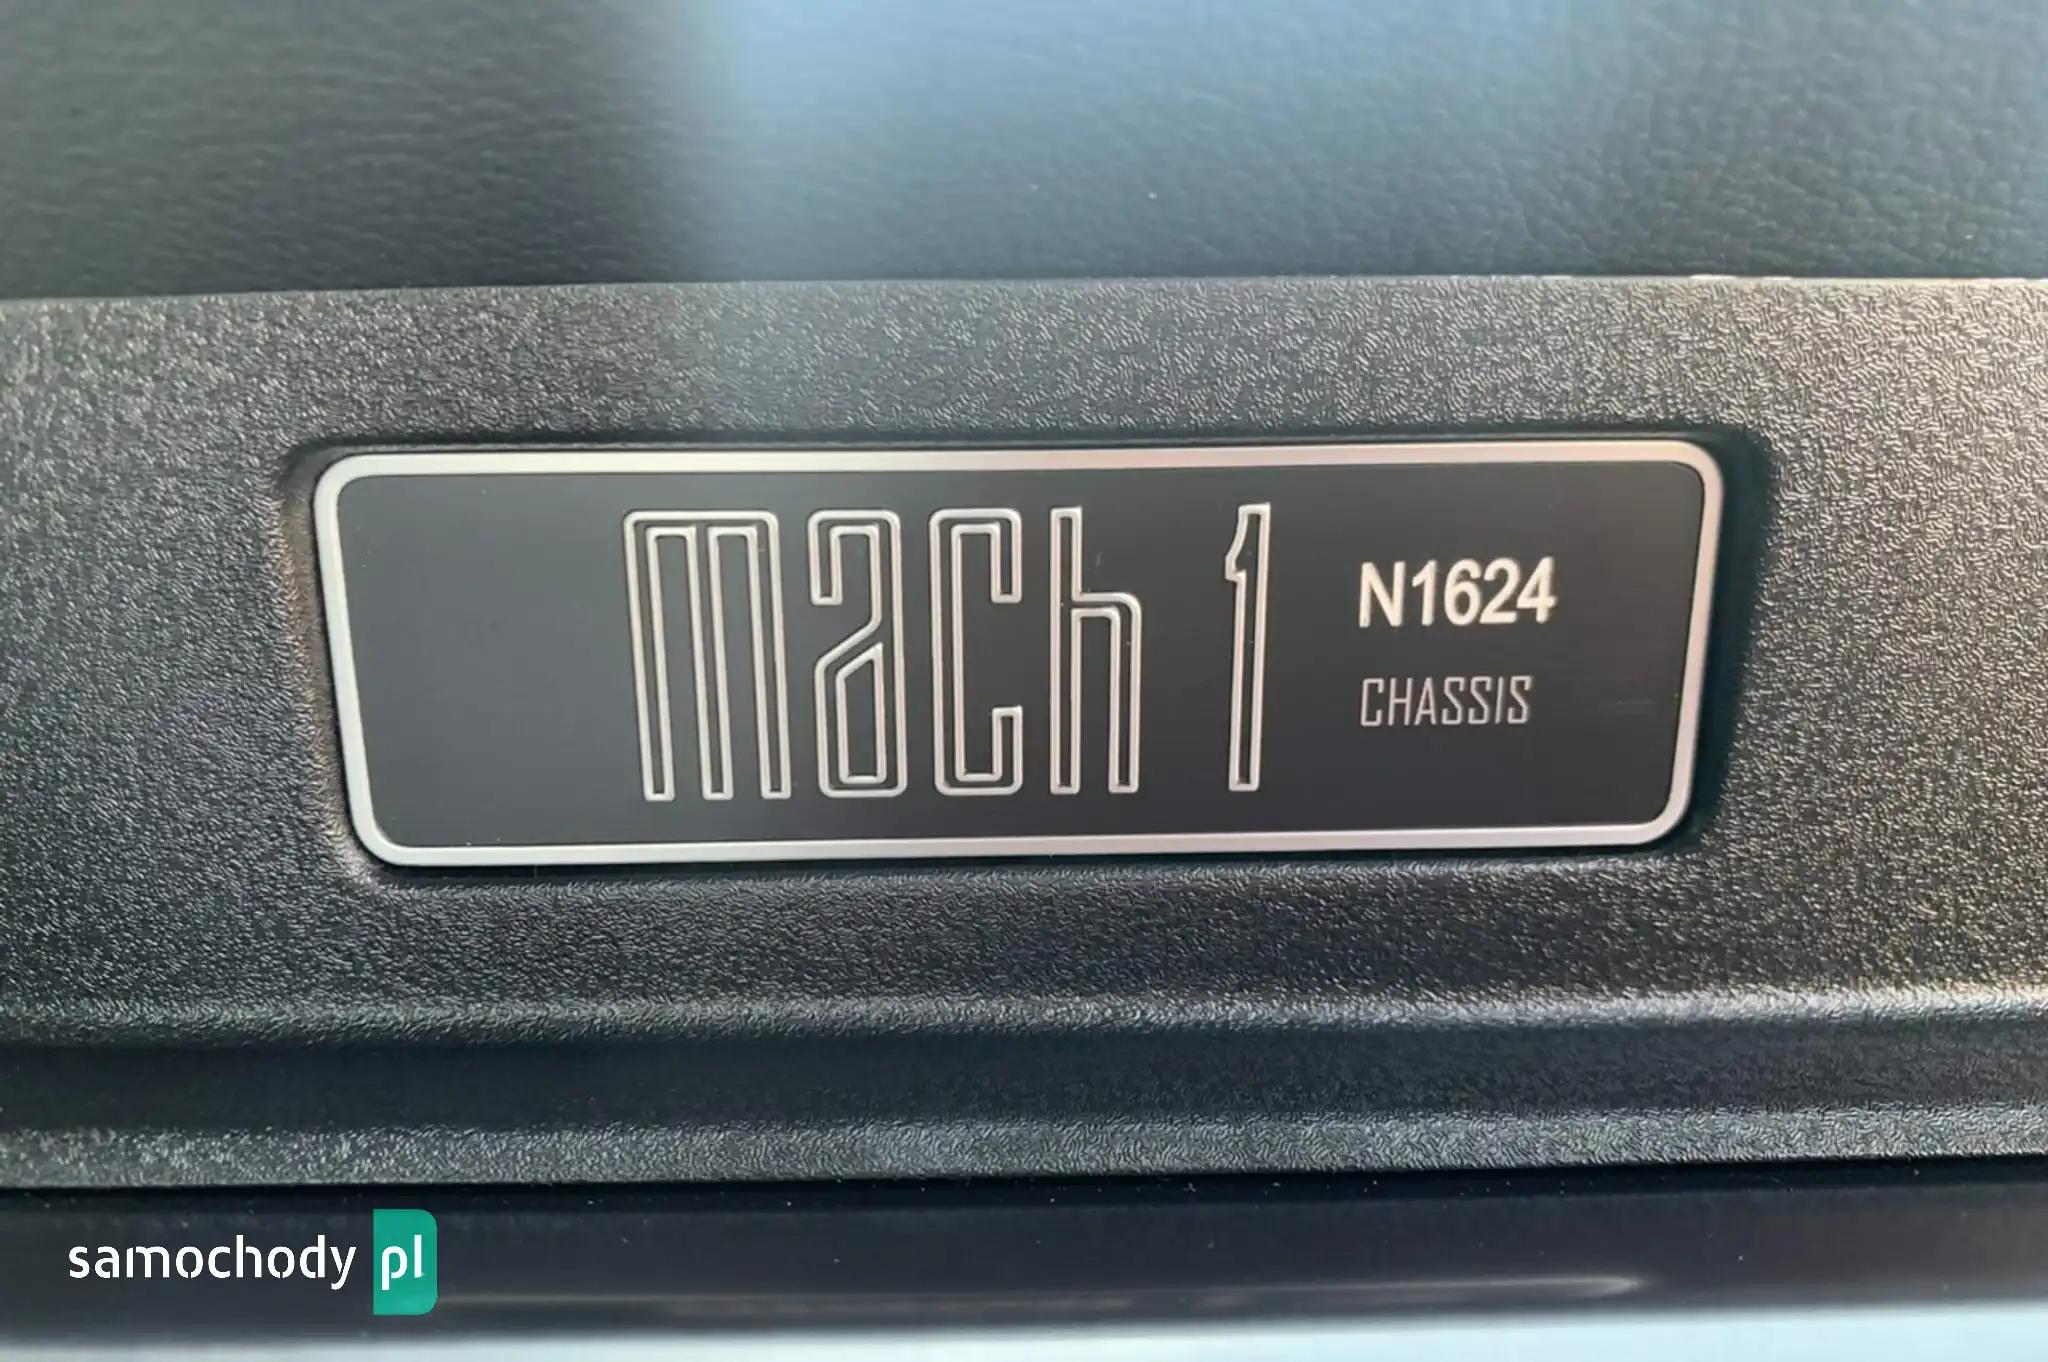 mach 1
N1624
CHASSIS
samochody pl